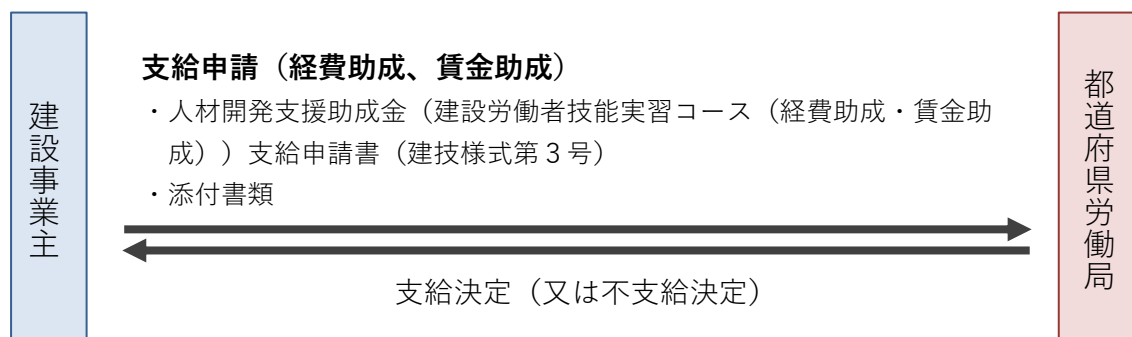 建設事業主
支給申請（経費助成、賃金助成）
・人材開発支援助成金（建設労働者技能実習コース（経費助成・賃金助
成））支給申請書（建技様式第３号）
・添付書類
支給決定（又は不支給決定）
都道府県労働局